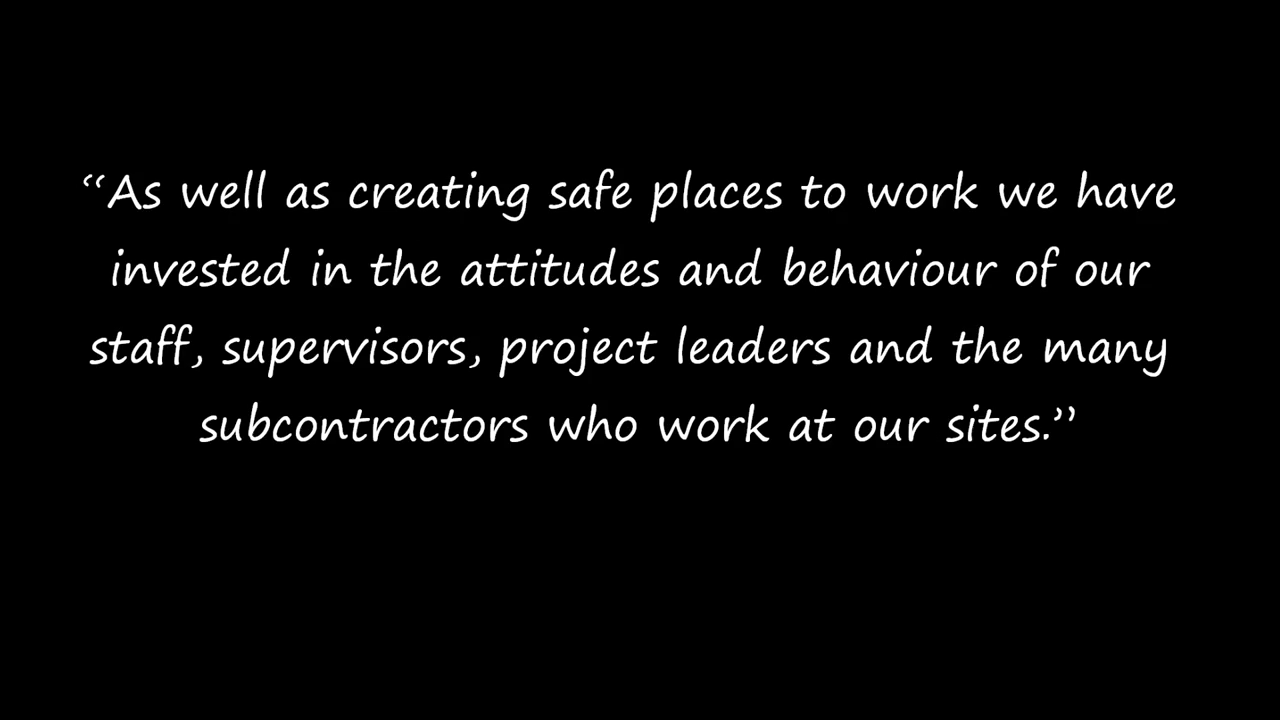 “As well as creating safe places to work we have
invested in the attitudes and behaviour of our
staff, supervisors, project leaders and the many
subcontractors who work at our sites.”